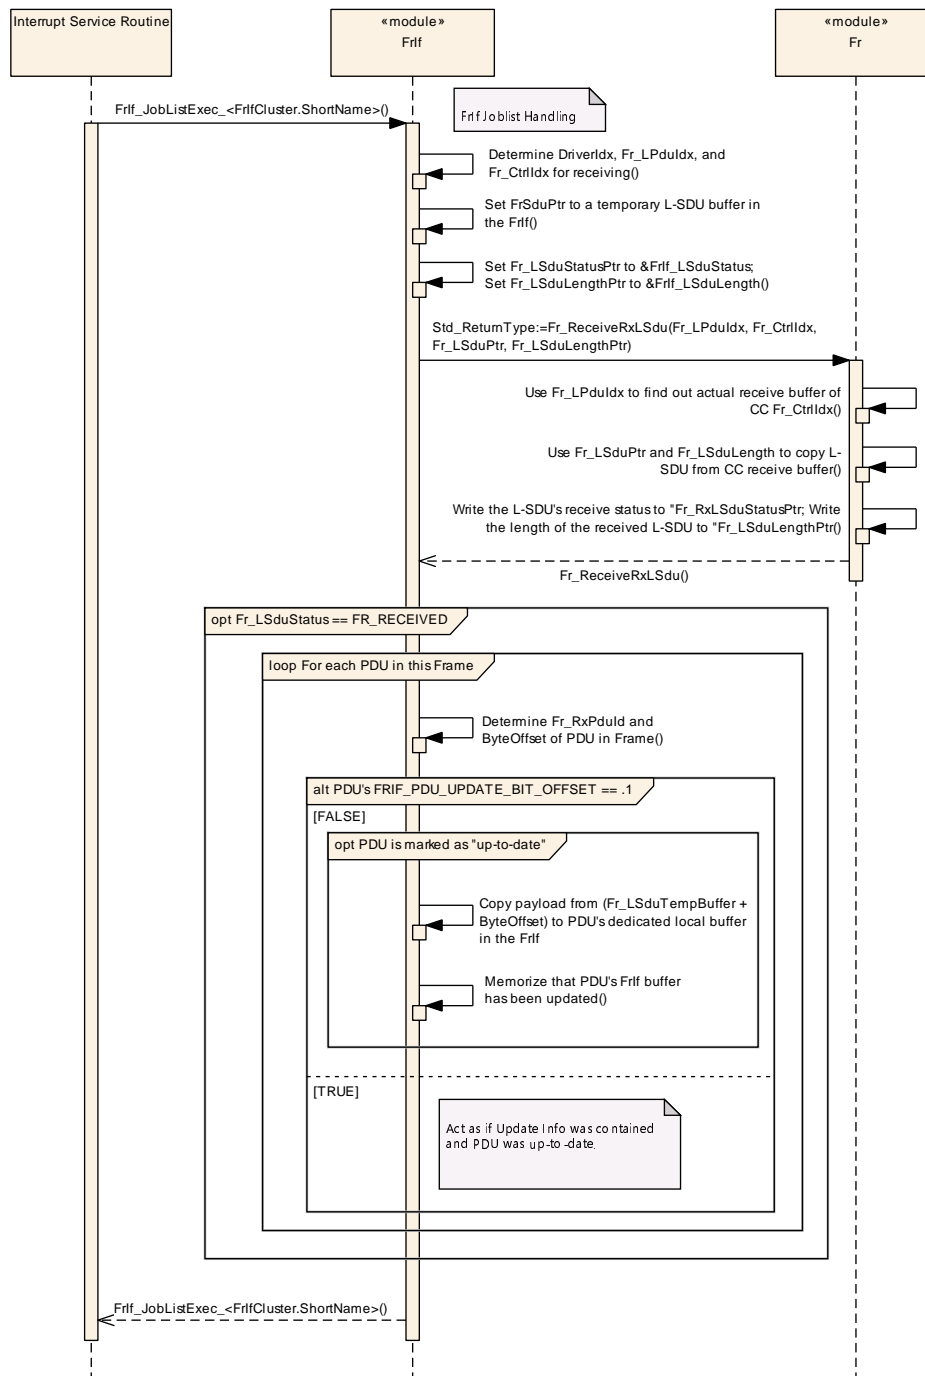 Interrupt Service Routine
«module»
FrIf
«module»
Fr
FrIf_JobListExec_<FrIfCluster.ShortName>()
FrIf Joblist Handling
Determine DriverIdx, Fr_LPduIdx, and
Fr_CtrlIdx for receiving()
Set FrSduPtr to a temporary L-SDU buffer in
the FrIf()
Set Fr_LSduStatusPtr to &FrIf_LSduStatus;
Set Fr_LSduLengthPtr to &FrIf_LSduLength()
Std_ReturnType:=Fr_ReceiveRxLSdu(Fr_LPduIdx, Fr_CtrlIdx,
Fr_LSduPtr, Fr_LSduLengthPtr)
Use Fr_LPduIdx to find out actual receive buffer of
CC Fr_CtrlIdx()
Use Fr_LSduPtr and Fr_LSduLength to copy L-
SDU from CC receive buffer()
Write the L-SDU's receive status to "Fr_RxLSduStatusPtr; Write
the length of the received L-SDU to "Fr_LSduLengthPtr()
Fr_ReceiveRxLSdu()
opt Fr_LSduStatus == FR_RECEIVED
loop For each PDU in this Frame
Determine Fr_RxPduId and
ByteOffset of PDU in Frame()
alt PDU's FRIF_PDU_UPDATE_BIT_OFFSET == .1
[FALSE]
opt PDU is marked as "up-to-date"
Copy payload from (Fr_LSduTempBuffer +
ByteOffset) to PDU's dedicated local buffer
in the FrIf
Memorize that PDU's FrIf buffer
has been updated()
[TRUE]
Act as if Update Info was contained
and PDU was up-to-date.
FrIf_JobListExec_<FrIfCluster.ShortName>()